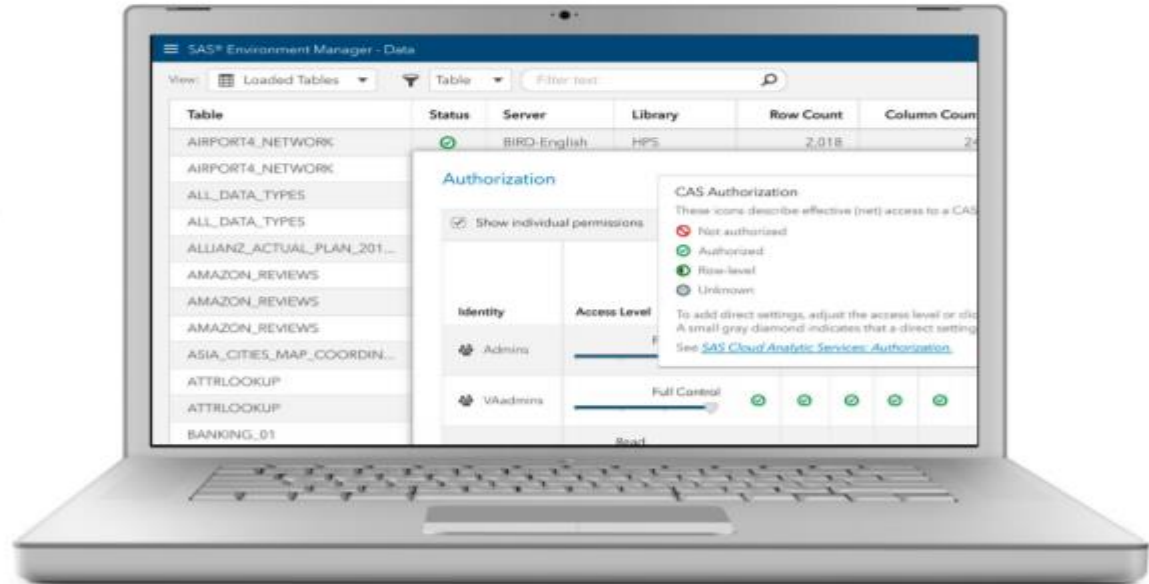 SAS® Environment Manager - Data
View: Loaded Tables Table Filter text
Table Status Server Library Row Count Column Coun
AIRPORT4_NETWORK BIRD-English HPS 2,018 24
AIRPORT4_NETWORK
ALL_DATA_TYPES
ALL_DATA_TYPES
ALLIANZ_ACTUAL_PLAN_201...
AMAZON_REVIEWS
AMAZON_REVIEWS
AMAZON_REVIEWS
ASIA_CITIES_MAP_COORDIN...
ATTRLOOKUP
ATTRLOOKUP
BANKING_01
Authorization
Show individual permissions
Identity Access Level
Admins
VAadmins Full Control
Read
CAS Authorization
These icons describe effective (net) access to a CAS
Not authorized
Authorized
Row-level
Unknown
To add direct settings, adjust the access level or clic
A small gray diamond indicates that a direct setting
See SAS Cloud Analytic Services: Authorization.